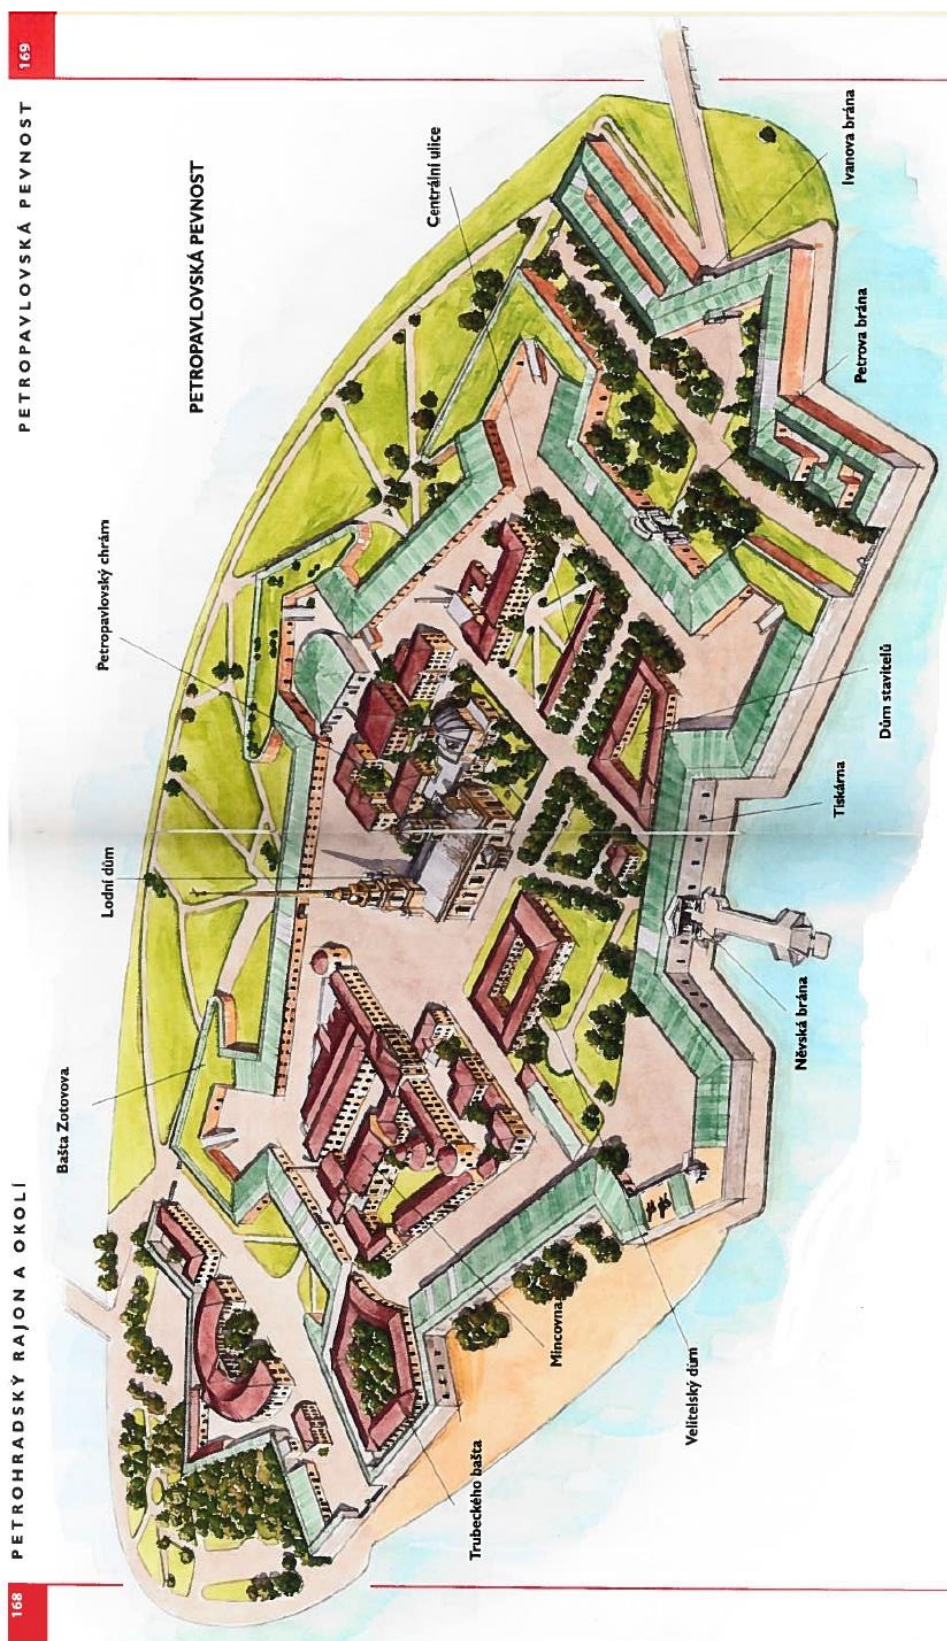 168
PETROHRADSKÝ RAJON A OKOLÍ
PETROPAVLOVSKÁ PEVNOST
169
PETROPAVLOVSKÁ PEVNOST
Bašta Zotovova
Lodní dům
Petropavlovský chrám
Centrální ulice
Trubeckého bašta
Mincovna
Velitelský dům
Něvská brána
Tiskárna
Dům stavitelů
Petrova brána
Ivanova brána